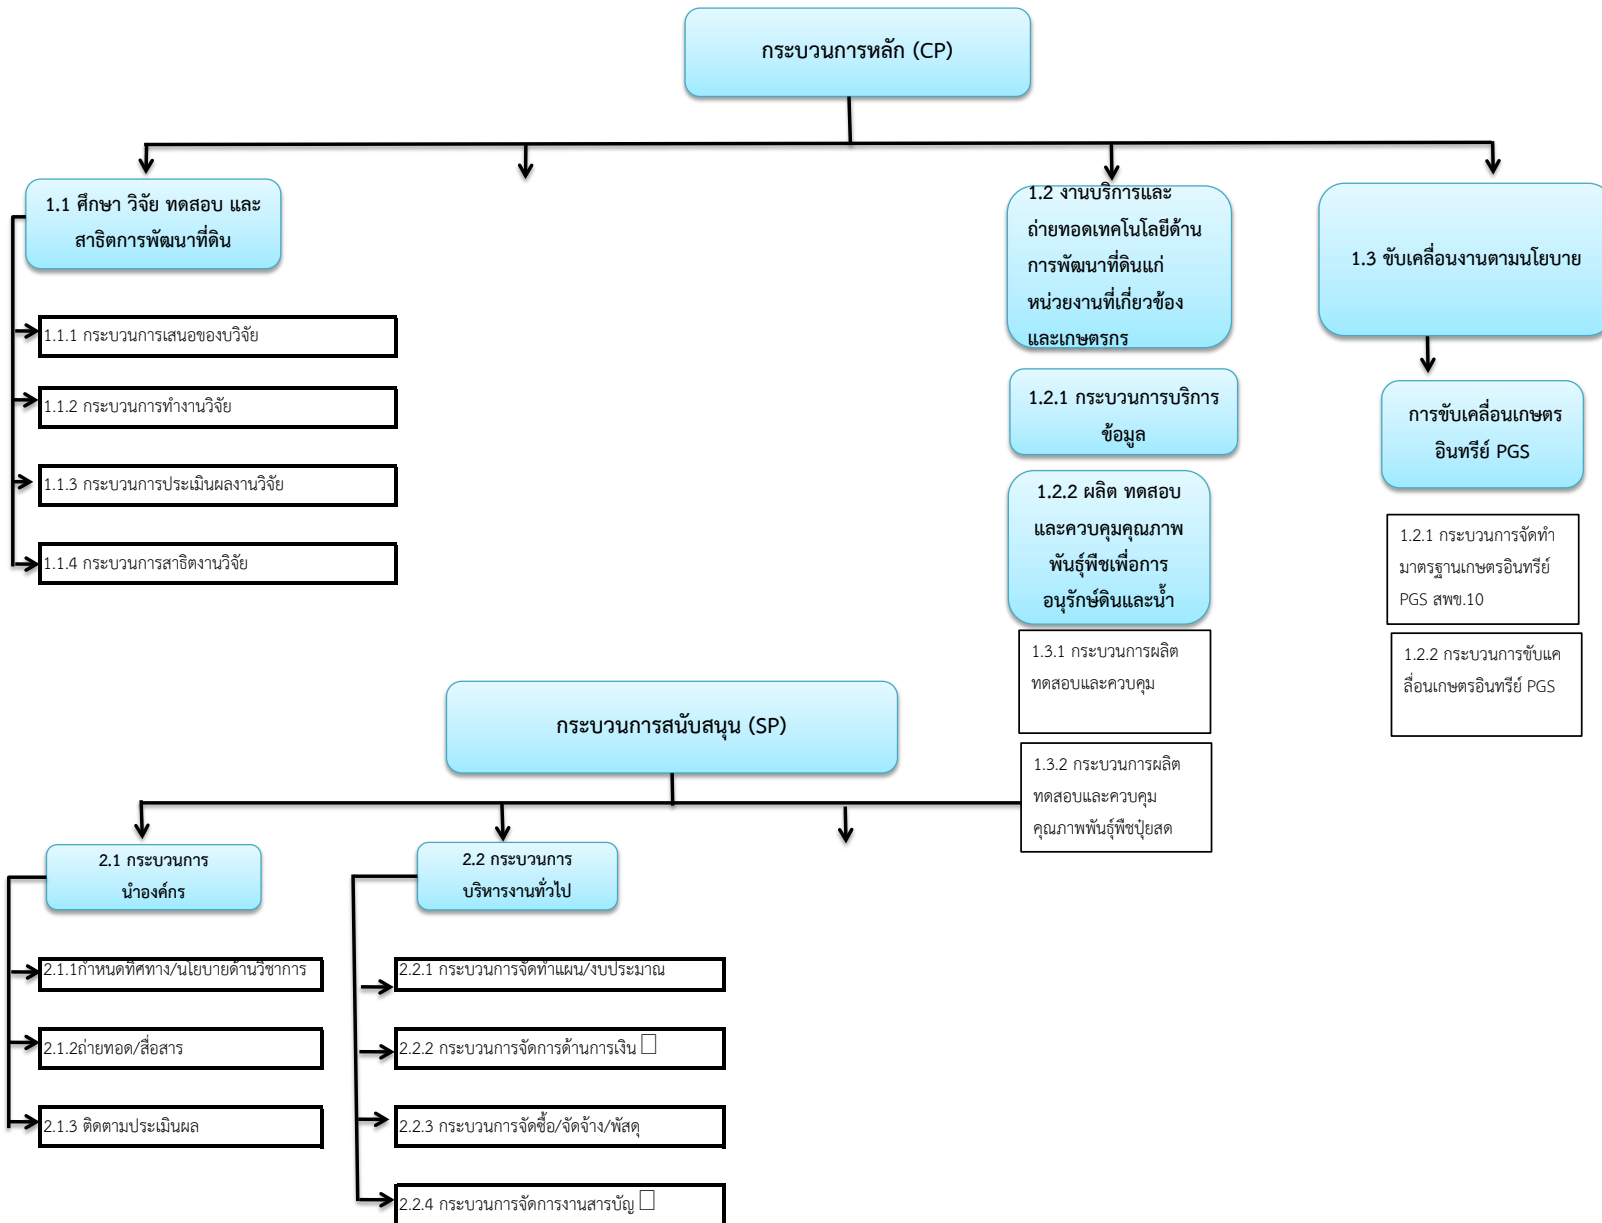 กระบวนการหลัก (CP)
1.1 ศึกษา วิจัย ทดสอบ และ
สาธิตการพัฒนาที่ดิน
1.1.1 กระบวนการเสนอของบวิจัย
1.1.2 กระบวนการทำงานวิจัย
1.1.3 กระบวนการประเมินผลงานวิจัย
1.1.4 กระบวนการสาธิตงานวิจัย
1.2 งานบริการและ
ถ่ายทอดเทคโนโลยีด้าน
การพัฒนาที่ดินแก่
หน่วยงานที่เกี่ยวข้อง
และเกษตรกร
1.2.1 กระบวนการบริการ
ข้อมูล
1.2.2 ผลิต ทดสอบ
และควบคุมคุณภาพ
พันธุ์พืชเพื่อการ
อนุรักษ์ดินและน้ำ
1.3.1 กระบวนการผลิต
ทดสอบและควบคุม
1.3.2 กระบวนการผลิต
ทดสอบและควบคุม
คุณภาพพันธุ์พืชปุ๋ยสด
1.3 ขับเคลื่อนงานตามนโยบาย
การขับเคลื่อนเกษตร
อินทรีย์ PGS
1.2.1 กระบวนการจัดทำ
มาตรฐานเกษตรอินทรีย์
PGS สพข.10
1.2.2 กระบวนการขับเค
ลื่อนเกษตรอินทรีย์ PGS
กระบวนการสนับสนุน (SP)
2.1 กระบวนการ
นำองค์กร
2.1.1กำหนดทิศทาง/นโยบายด้านวิชาการ
2.1.2ถ่ายทอด/สื่อสาร
2.1.3 ติดตามประเมินผล
2.2 กระบวนการ
บริหารงานทั่วไป
2.2.1 กระบวนการจัดทำแผน/งบประมาณ
2.2.2 กระบวนการจัดการด้านการเงิน
2.2.3 กระบวนการจัดซื้อ/จัดจ้าง/พัสดุ
2.2.4 กระบวนการจัดการงานสารบัญ